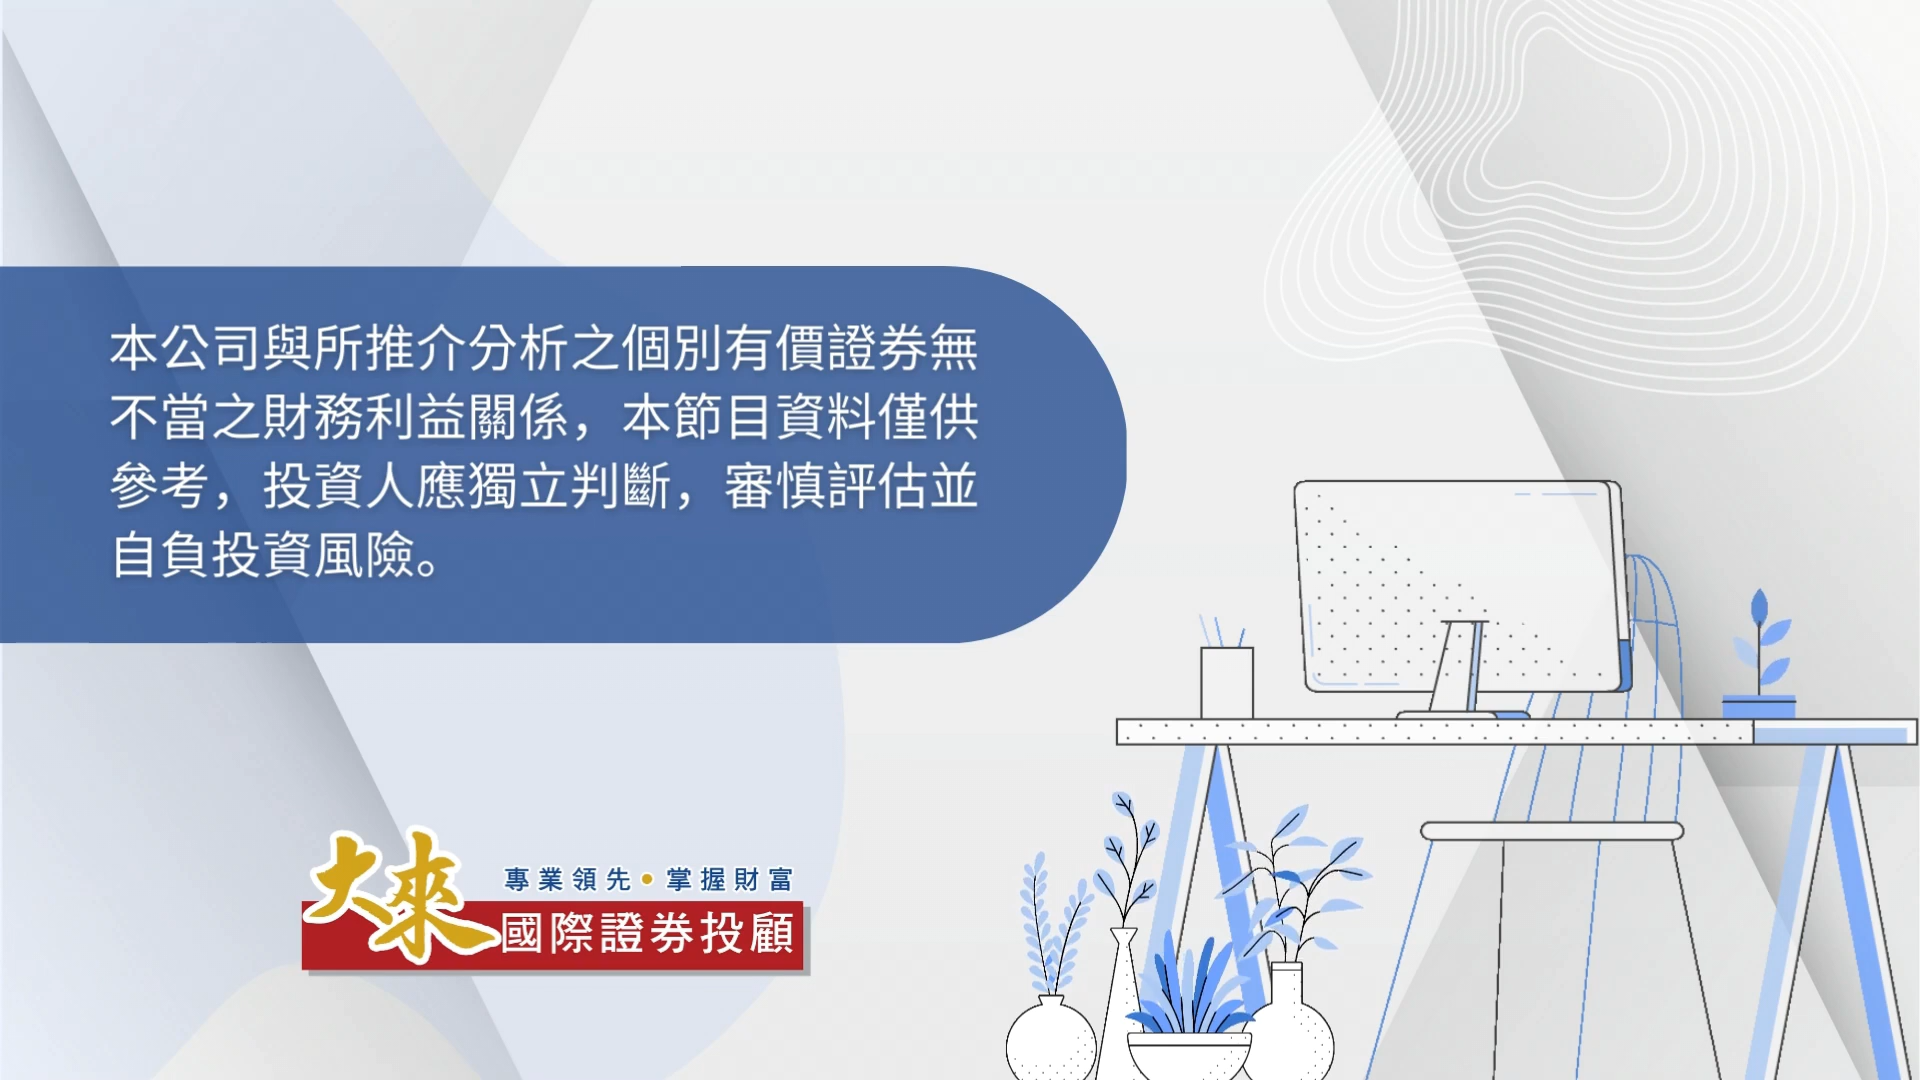 本公司與所推介分析之個別有價證券無
不當之財務利益關係，本節目資料僅供
參考，投資人應獨立判斷，審慎評估並
自負投資風險。
大來
專業領先•掌握財富
國際證券投顧